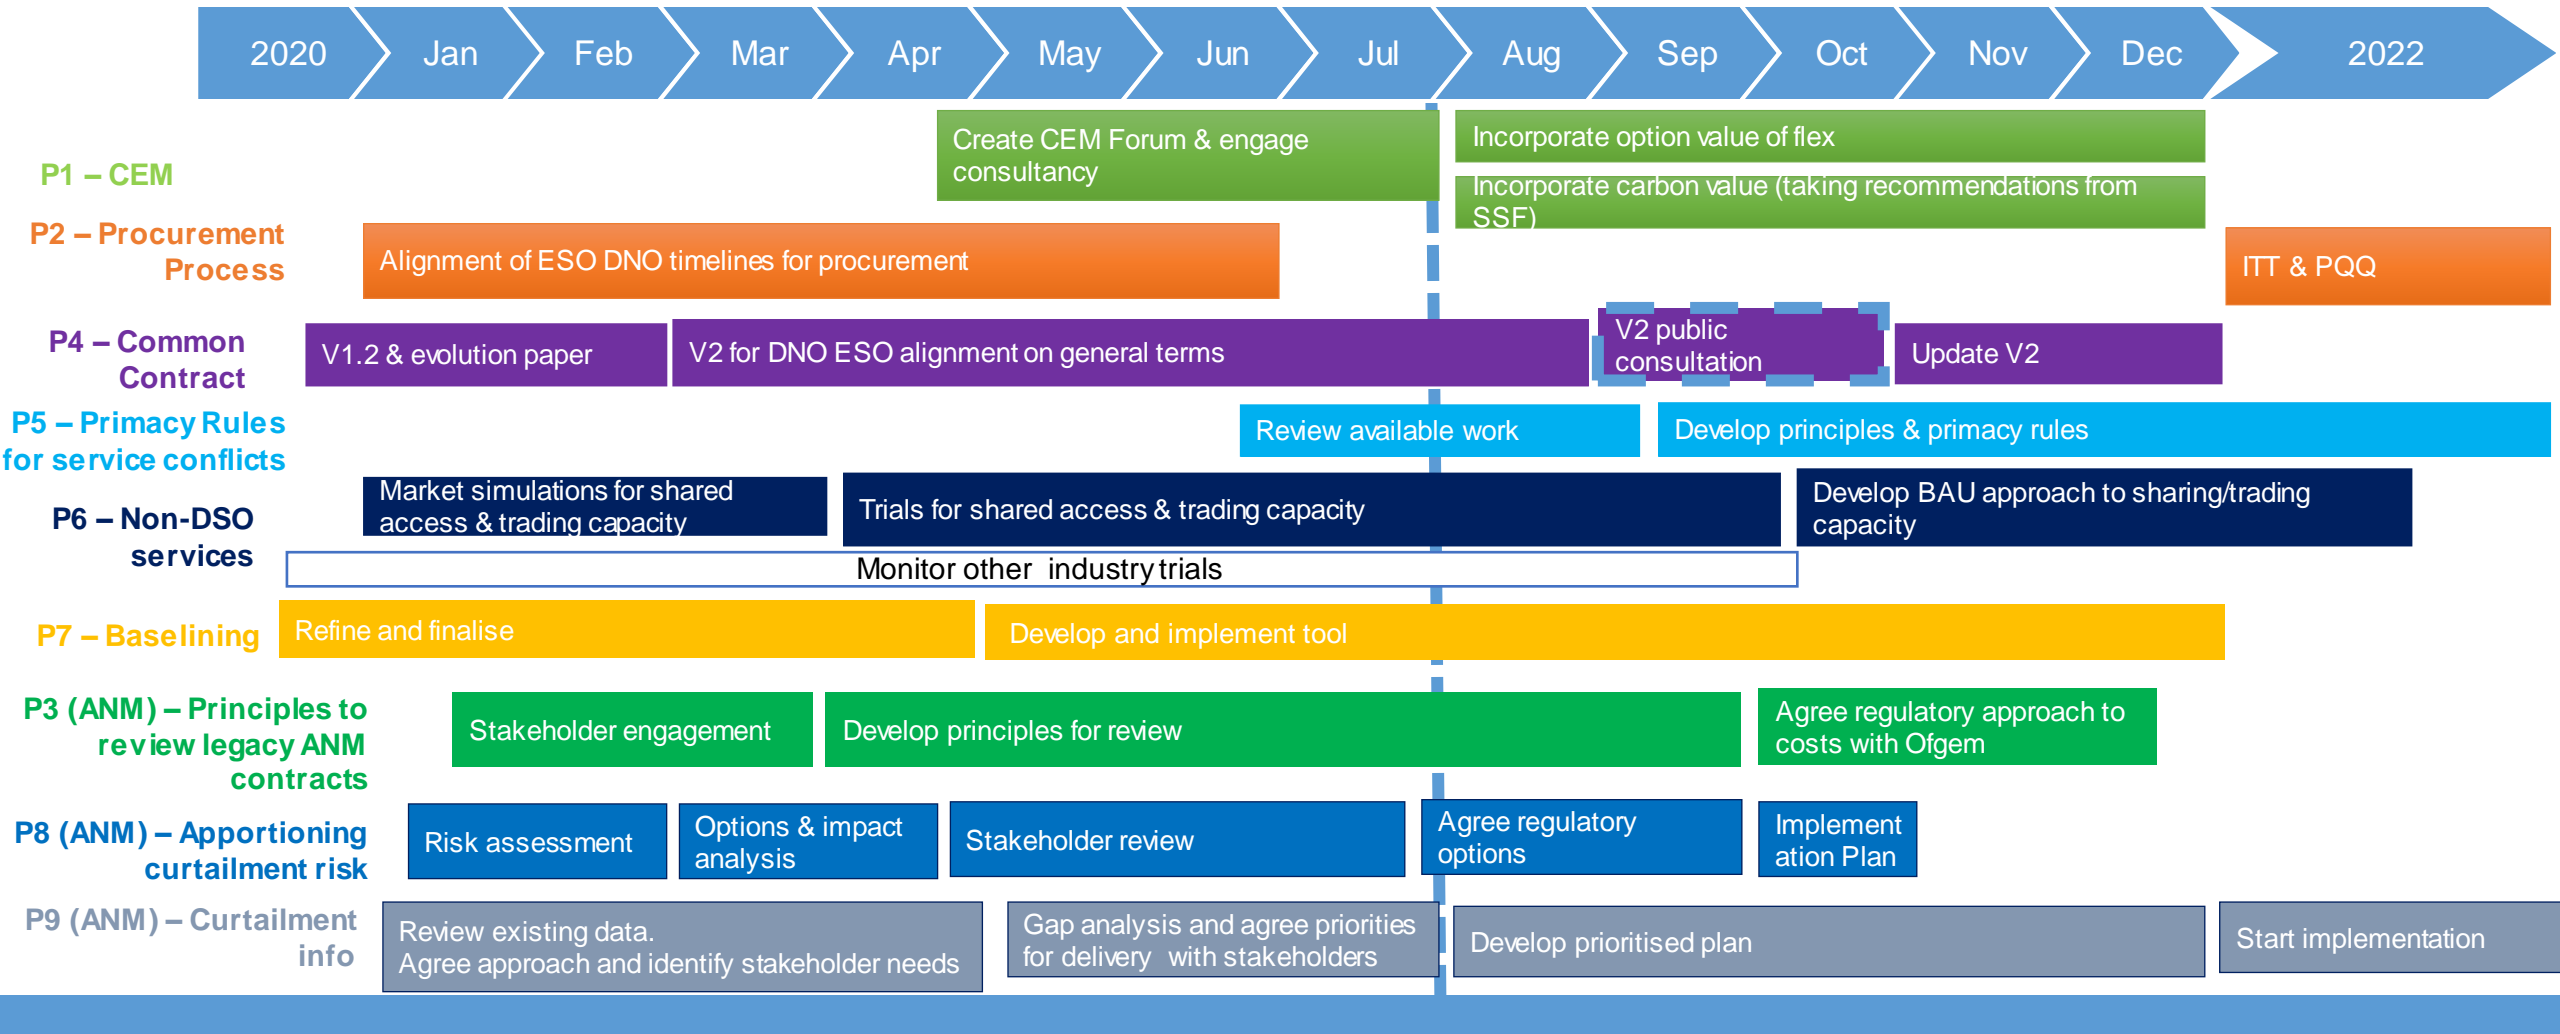 2020 Jan Feb Mar Apr May Jun Jul Aug Sep Oct Nov Dec 2022
P1 – CEM
Create CEM Forum & engage
consultancy
Incorporate option value of flex
Incorporate carbon value (taking recommendations from
SSF)
P2 – Procurement
Process
Alignment of ESO DNO timelines for procurement
ITT & PQQ
P4 – Common
Contract
V1.2 & evolution paper
V2 for DNO ESO alignment on general terms
V2 public
consultation
Update V2
P5 – Primacy Rules
for service conflicts
Review available work
Develop principles & primacy rules
P6 – Non-DSO
services
Market simulations for shared
access & trading capacity
Trials for shared access & trading capacity
Develop BAU approach to sharing/trading
capacity
Monitor other industry trials
P7 – Baselining
Refine and finalise
Develop and implement tool
P3 (ANM) – Principles to
review legacy ANM
contracts
Stakeholder engagement
Develop principles for review
Agree regulatory approach to
costs with Ofgem
P8 (ANM) – Apportioning
curtailment risk
Risk assessment
Options & impact
analysis
Stakeholder review
Agree regulatory
options
Implement
ation Plan
P9 (ANM) – Curtailment
info
Review existing data.
Agree approach and identify stakeholder needs
Gap analysis and agree priorities
for delivery with stakeholders
Develop prioritised plan
Start implementation